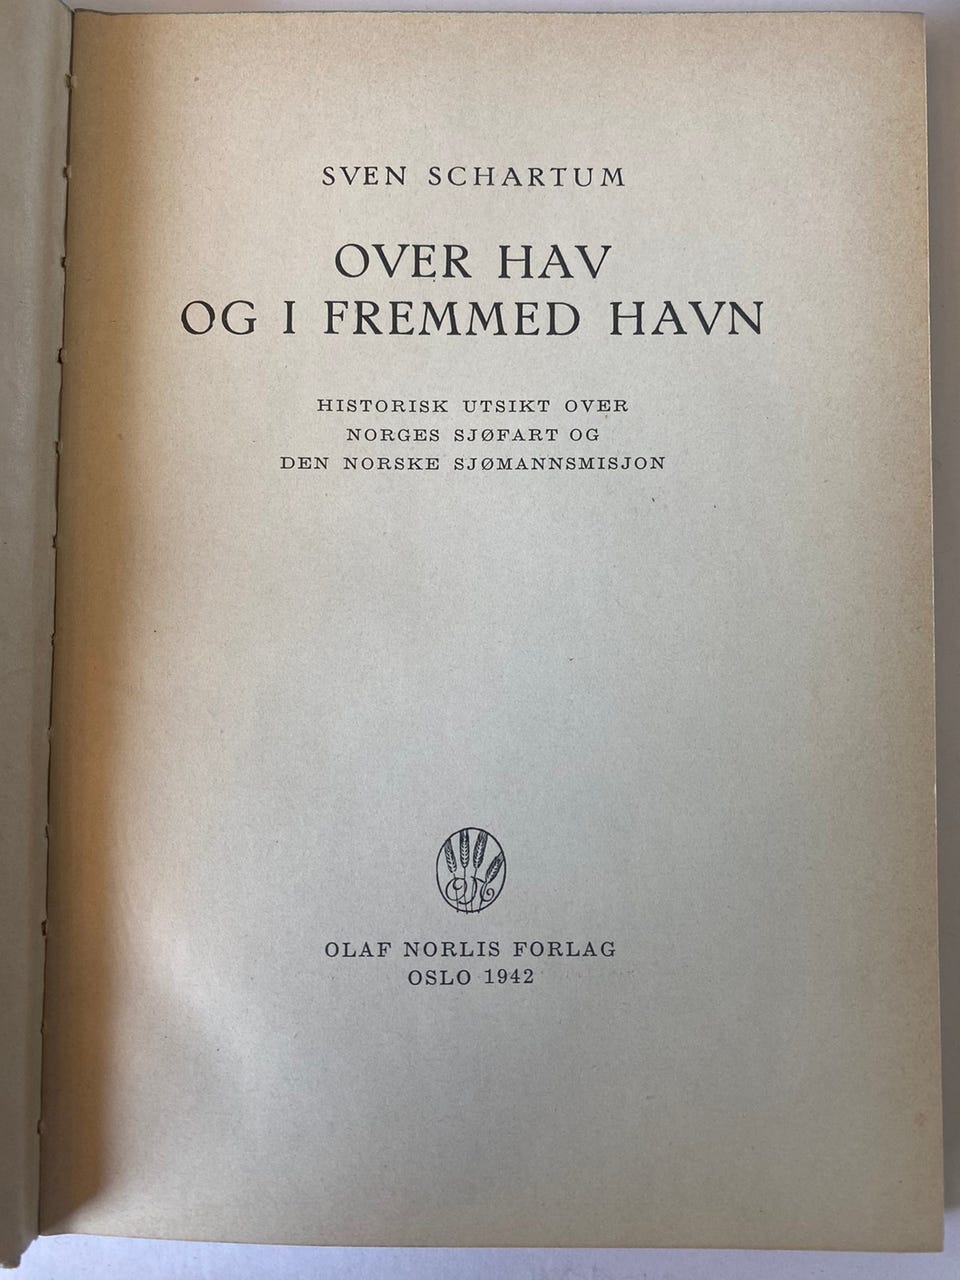 SVEN SCHARTUM
OVER HAV
OG I FREMMED HAVN
HISTORISK UTSIKT OVER
NORGES SJØFART OG
DEN NORSKE SJØMANNSMISJON
OLAF NORLIS FORLAG
OSLO 1942